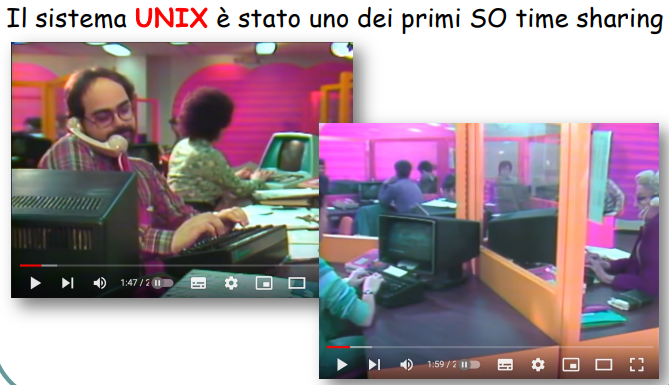 Il sistema UNIX è stato uno dei primi SO time sharing
1:47 / 2
1:59 / 2